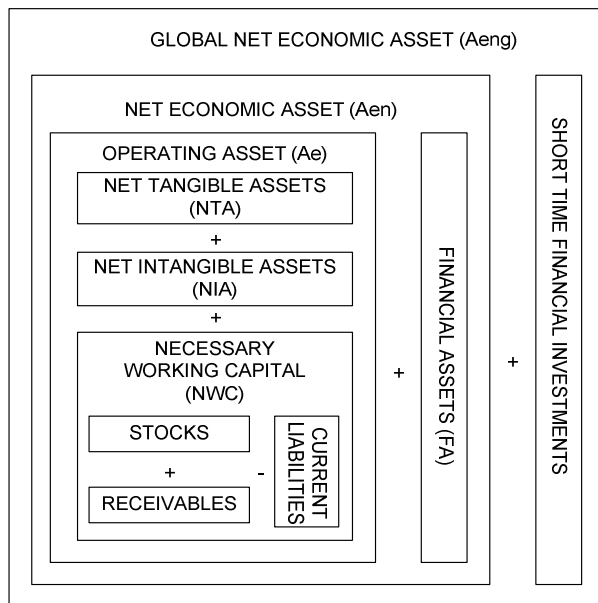 GLOBAL NET ECONOMIC ASSET (Aeng)
NET ECONOMIC ASSET (Aen)
OPERATING ASSET (Ae)
NET TANGIBLE ASSETS
(NTA)
+
NET INTANGIBLE ASSETS
(NIA)
+
NECESSARY
WORKING CAPITAL
(NWC)
STOCKS
+
RECEIVABLES
-
CURRENT
LIABILITIES
+
FINANCIAL ASSETS (FA)
+
SHORT TIME FINANCIAL INVESTMENTS